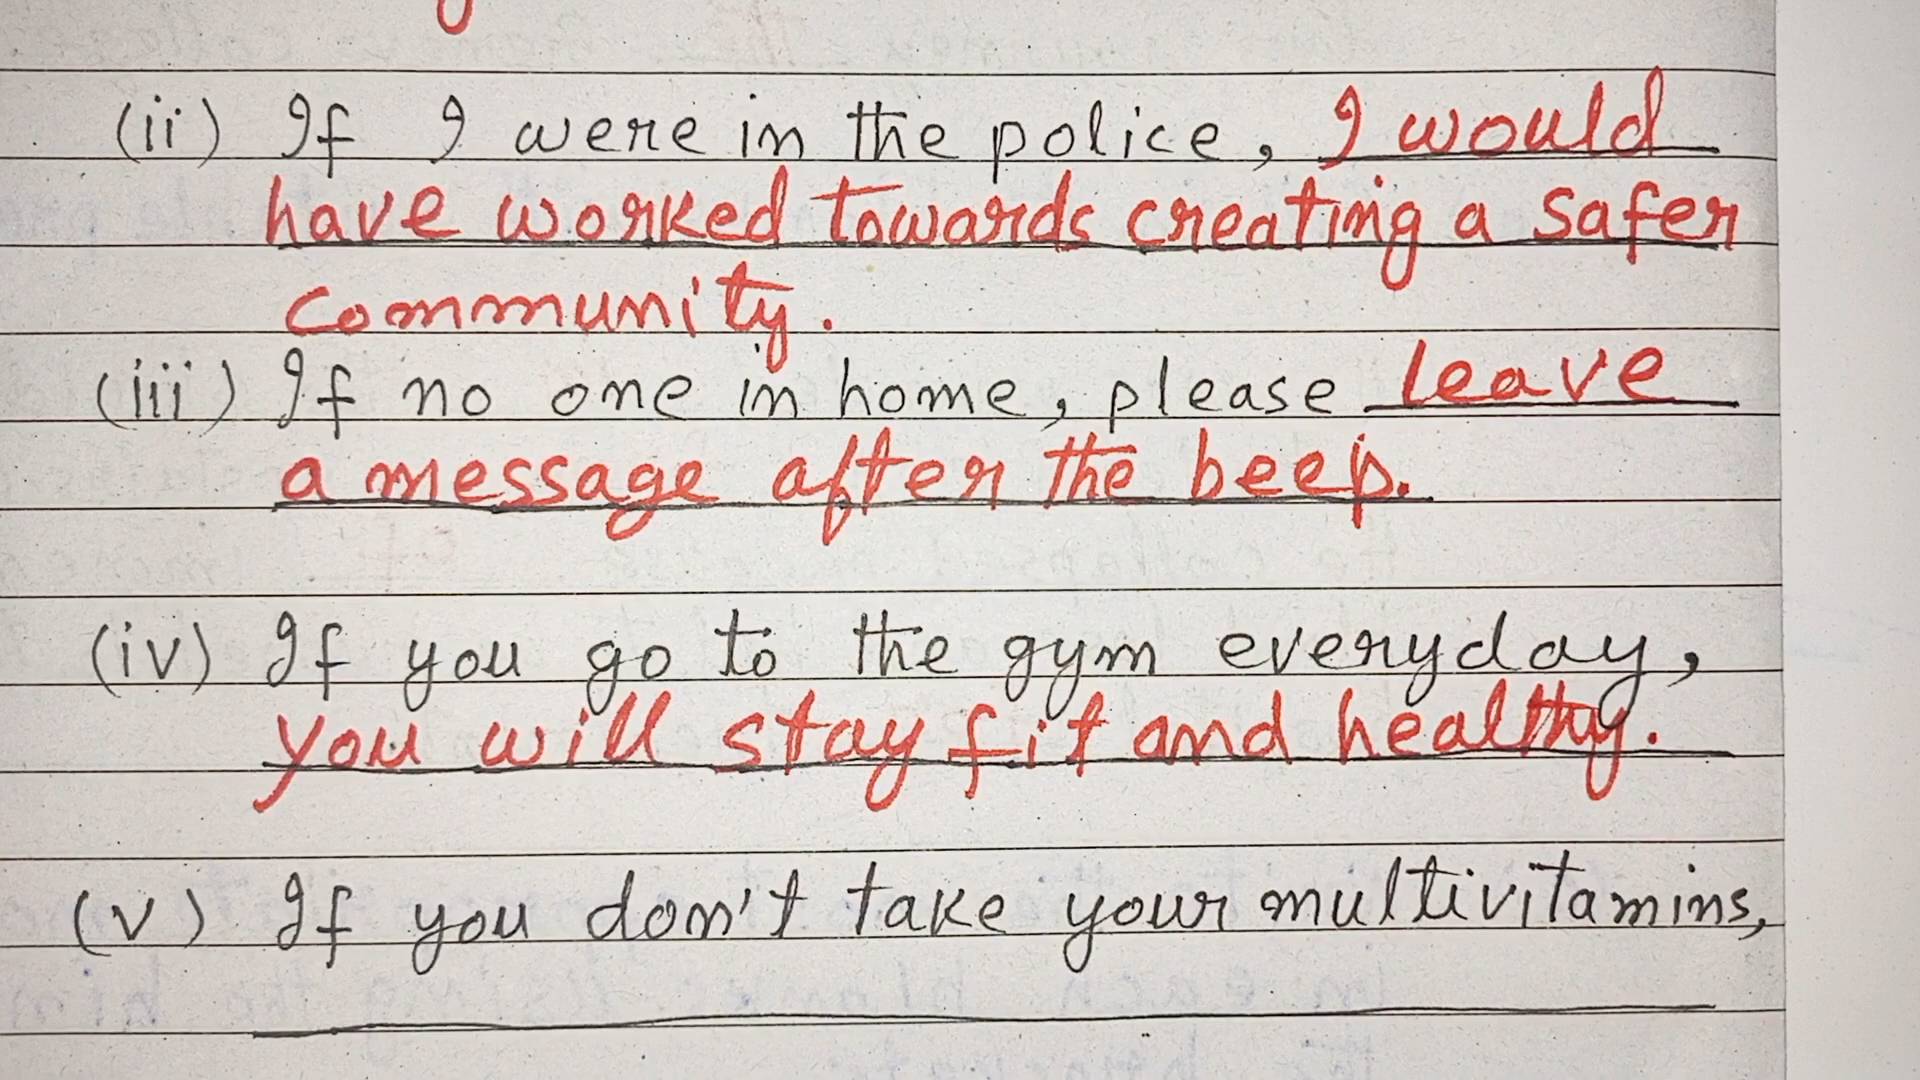 (ii) If I were in the police, I would
have worked towards creating a safer
community.
(iii) If no one in home, please leave
a message after the beep.
(iv) If you go to the gym everyday,
you will stay fit and healthy.
(v) If you don't take your multivitamins,